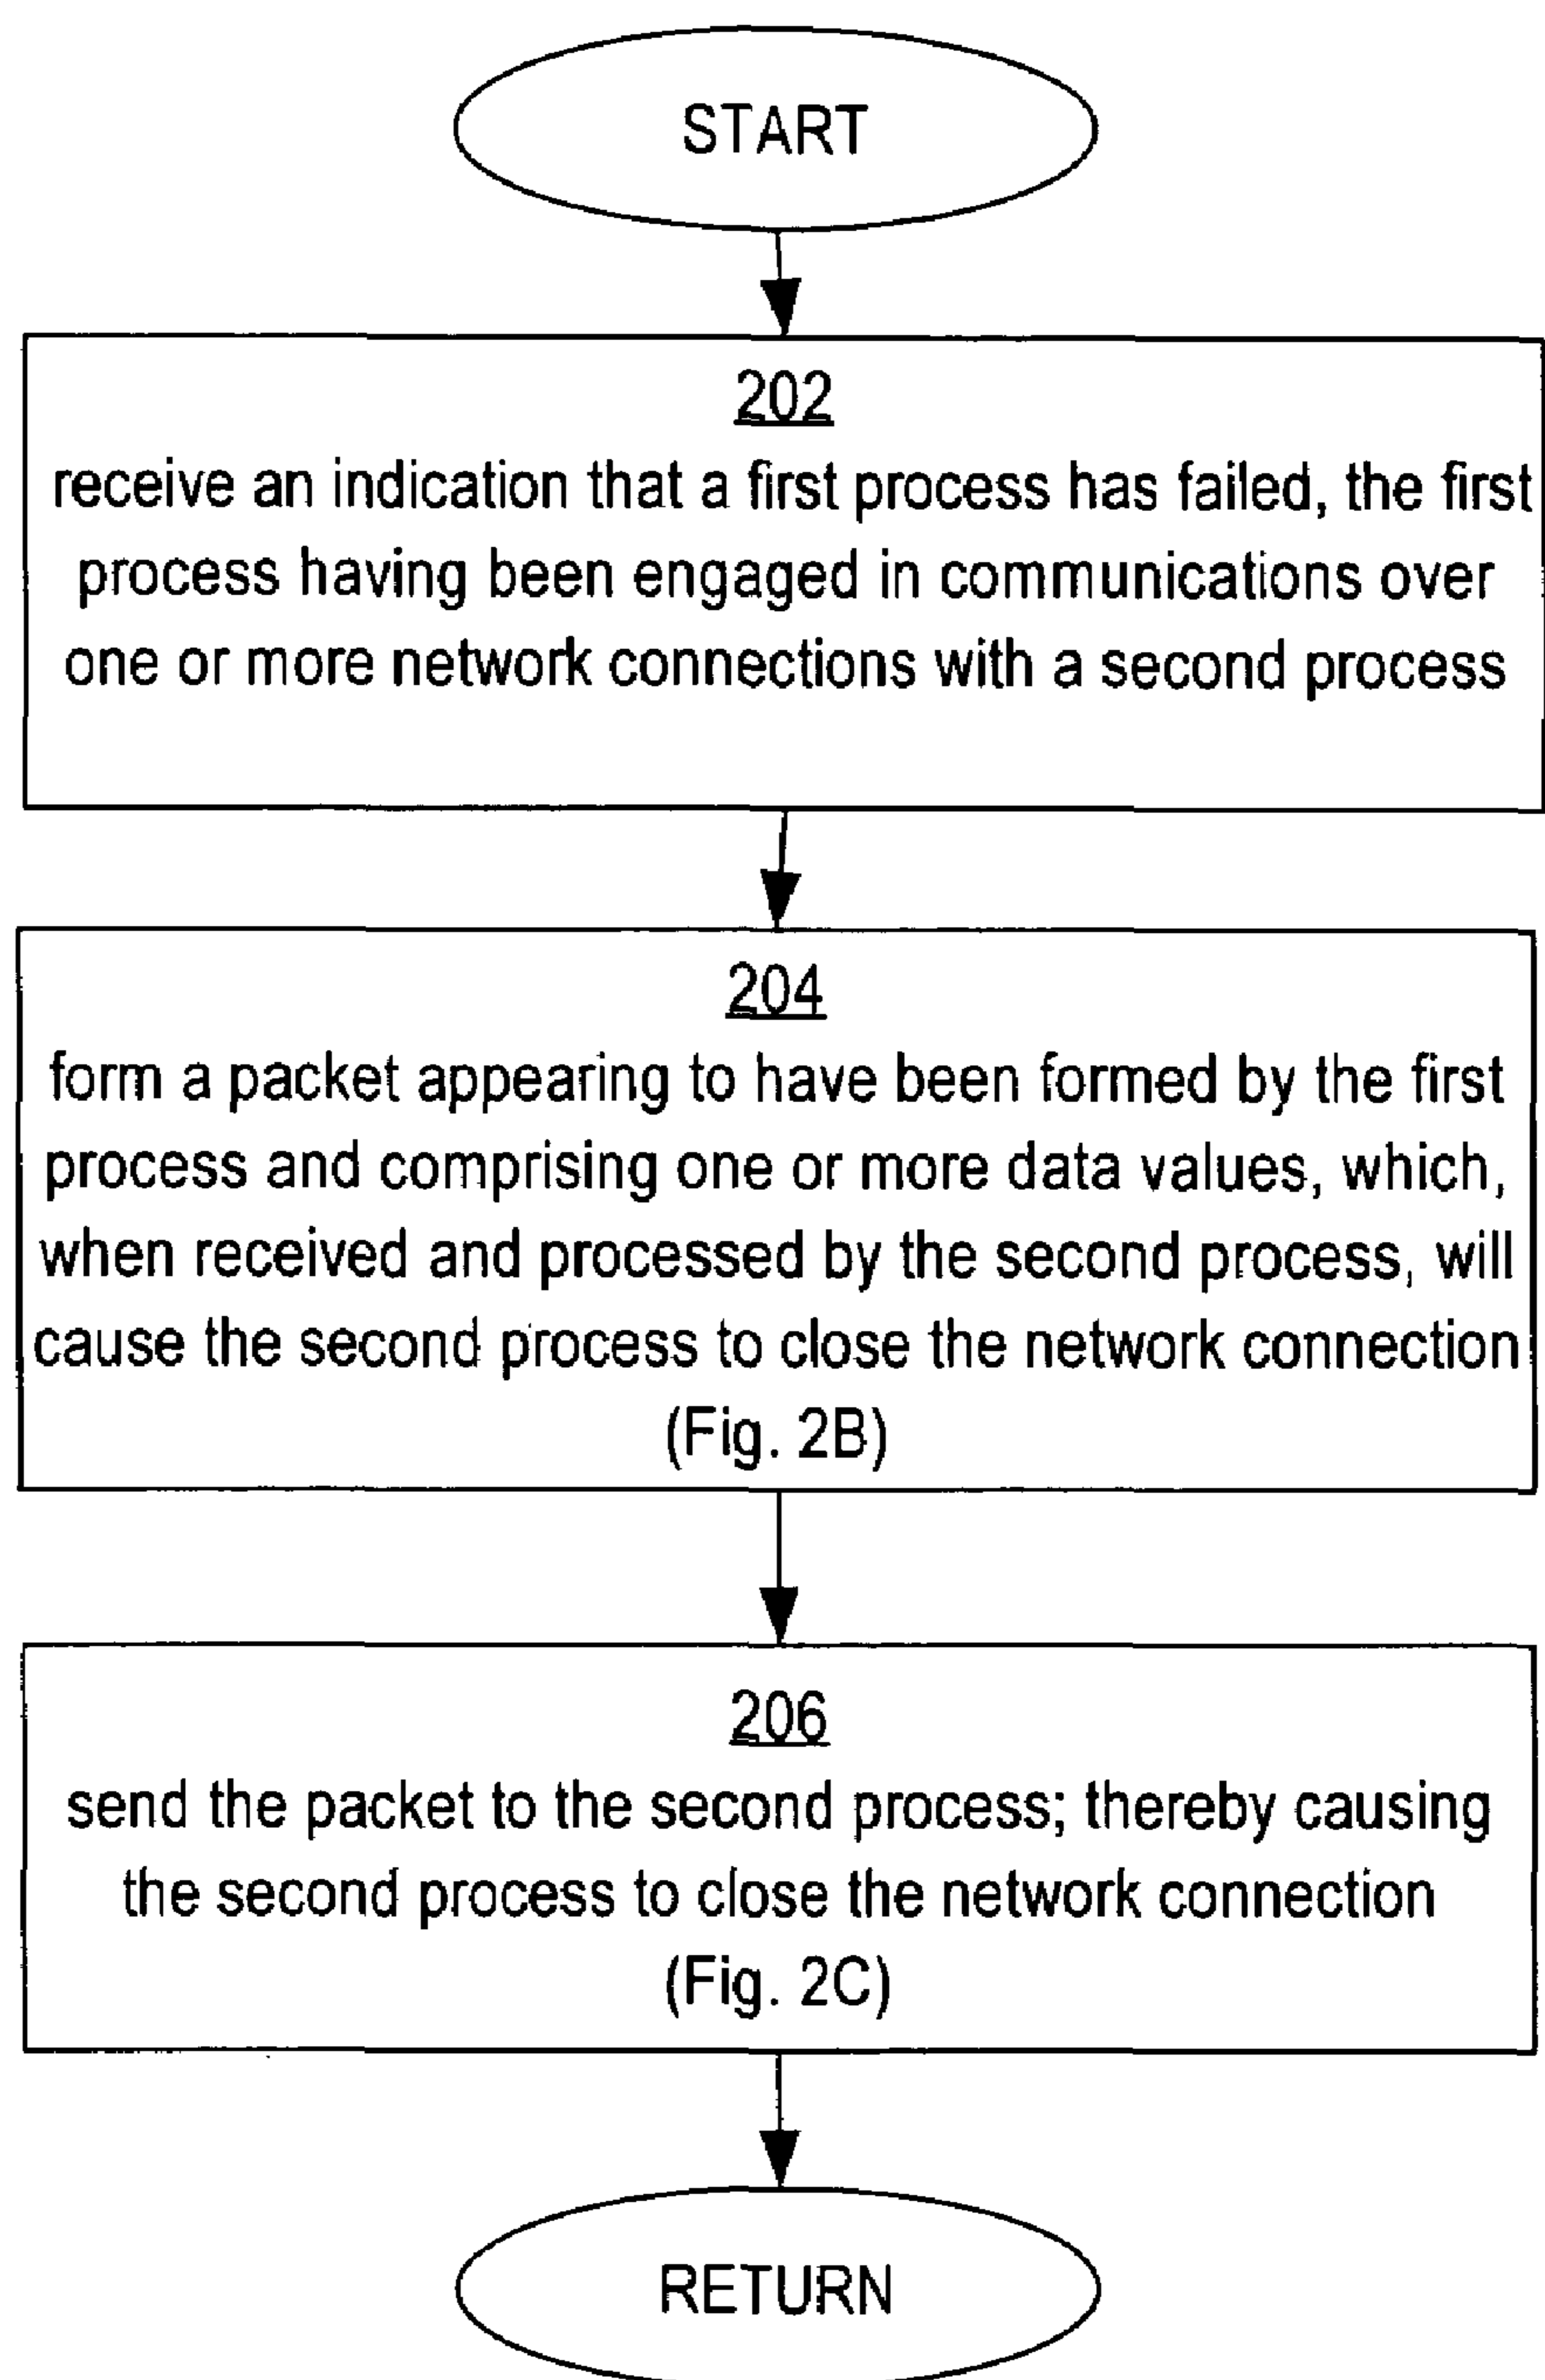 START
202
receive an indication that a first process has failed, the first
process having been engaged in communications over
one or more network connections with a second process
204
form a packet appearing to have been formed by the first
process and comprising one or more data values, which,
when received and processed by the second process, will
cause the second process to close the network connection
(Fig. 2B)
206
send the packet to the second process; thereby causing
the second process to close the network connection
(Fig. 2C)
RETURN